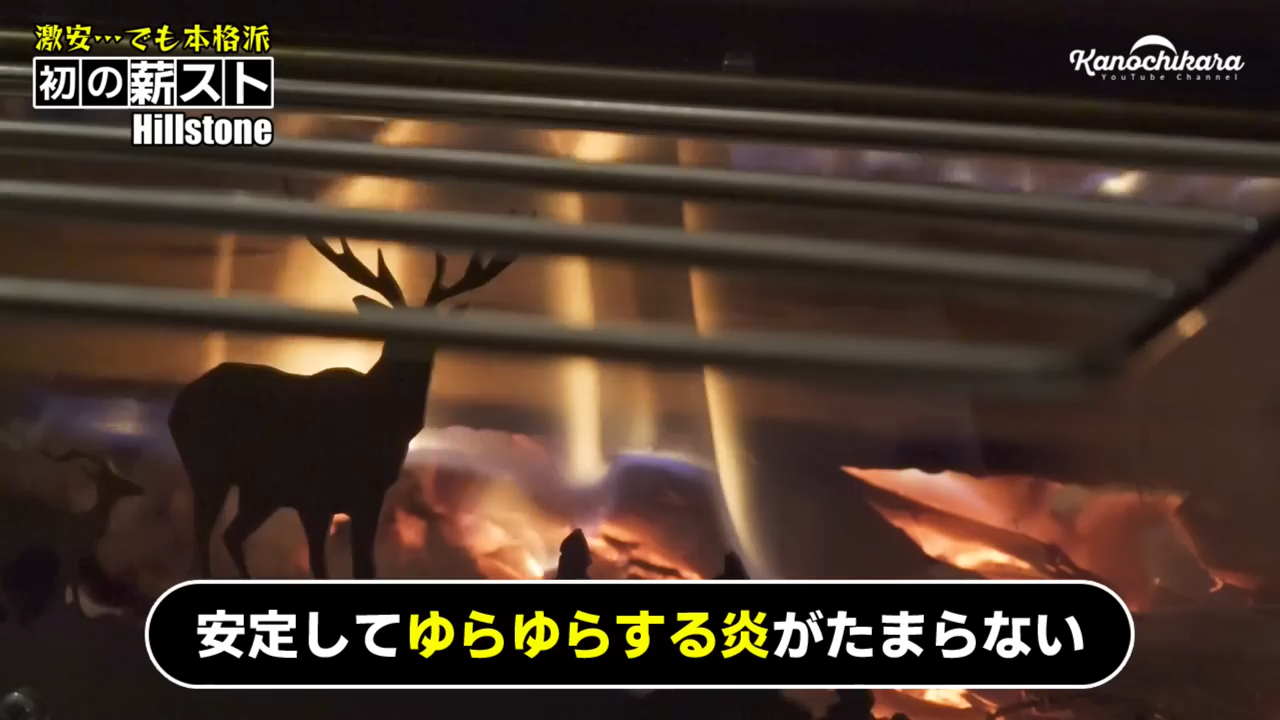 激安…でも本格派
初の薪スト
Hillstone
Kanochikara
YouTube Channel
安定してゆらゆらする炎がたまらない